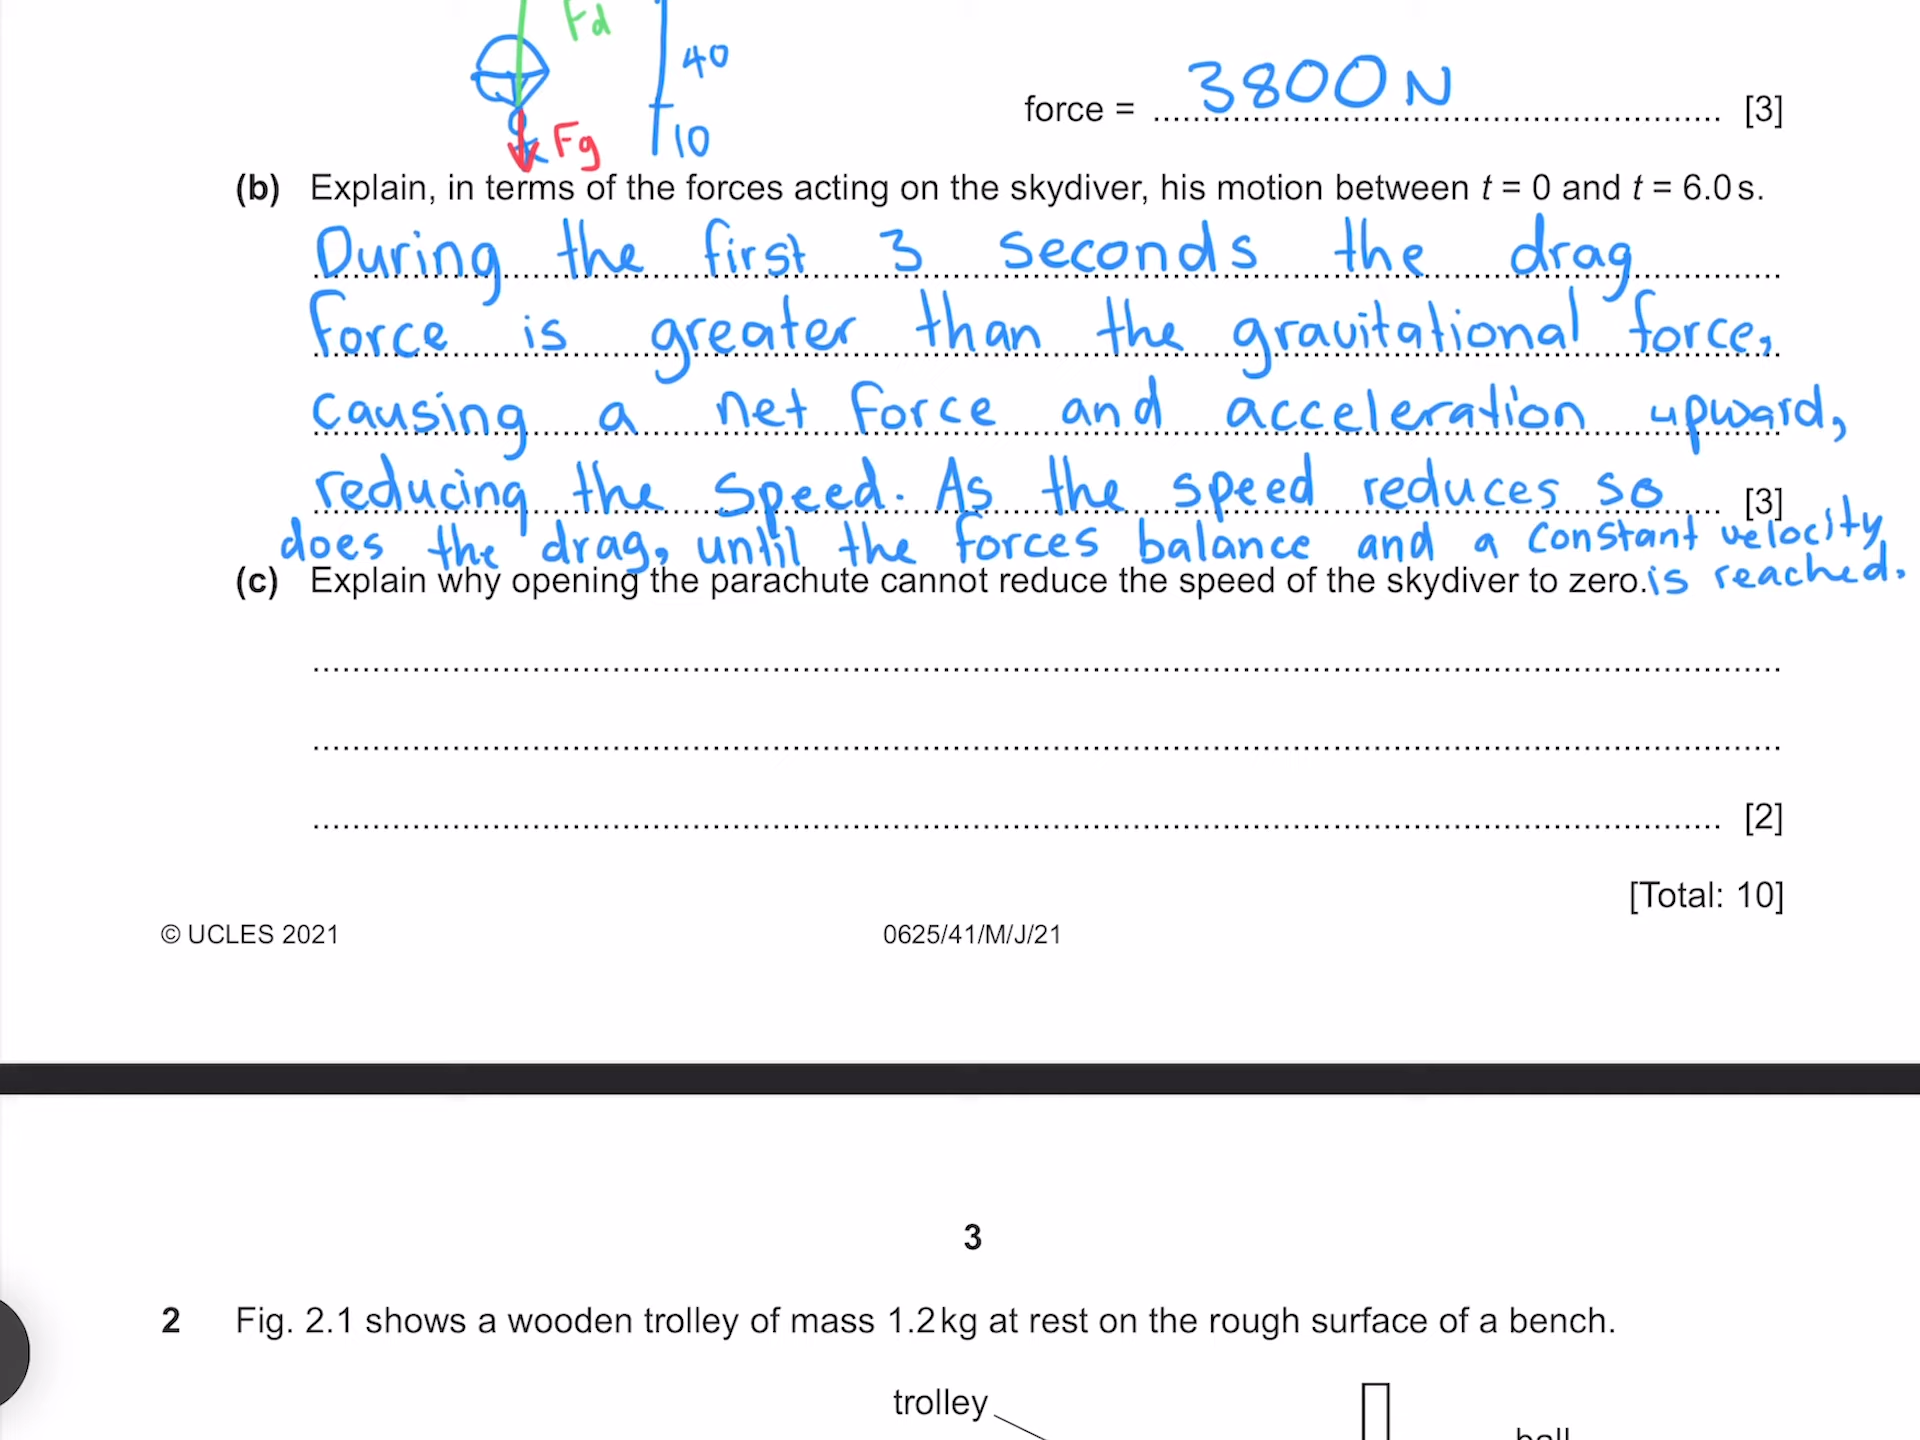 Fd
40
force = 3800N [3]
Fg 10
(b) Explain, in terms of the forces acting on the skydiver, his motion between t = 0 and t = 6.0 s.
During the first 3 seconds the drag
force is greater than the gravitational force,
causing a net force and acceleration upward,
reducing the speed. As the speed reduces so [3]
does the drag, until the forces balance and a constant velocity
is reached.
(c) Explain why opening the parachute cannot reduce the speed of the skydiver to zero.
[2]
[Total: 10]
© UCLES 2021 0625/41/M/J/21
3
2 Fig. 2.1 shows a wooden trolley of mass 1.2 kg at rest on the rough surface of a bench.
trolley
ball